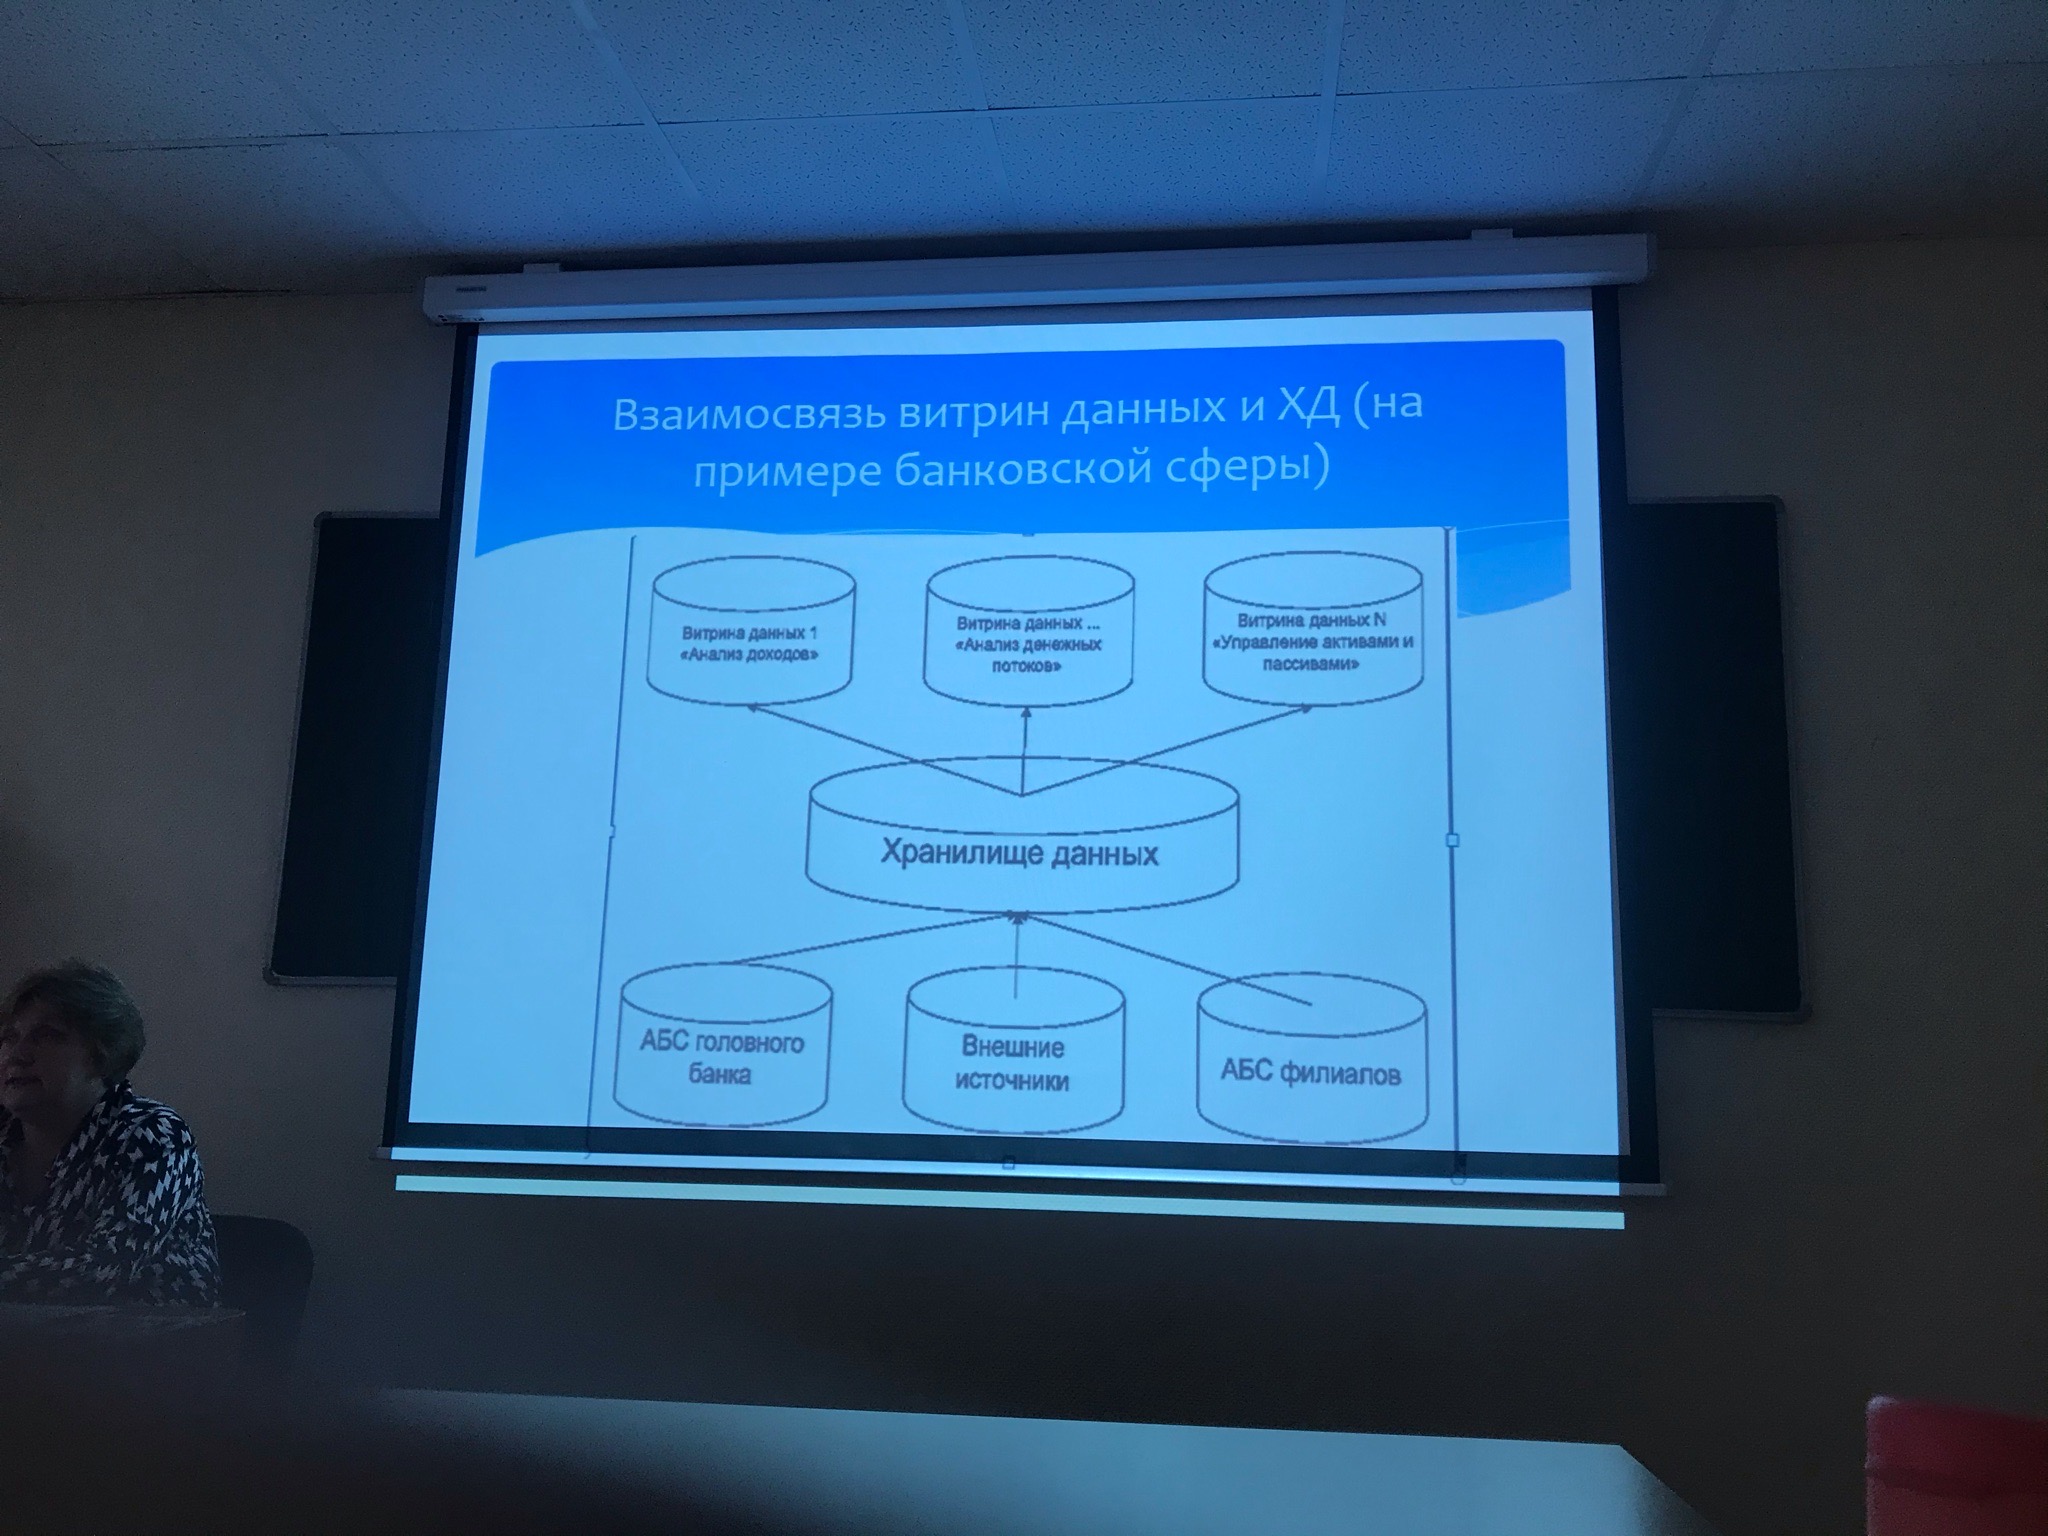 Взаимосвязь витрин данных и ХД (на
примере банковской сферы)
Витрина данных 1
«Анализ доходов»
Витрина данных ...
«Анализ денежных
потоков»
Витрина данных N
«Управление активами и
пассивами»
Хранилище данных
АБС головного
банка
Внешние
источники
АБС филиалов